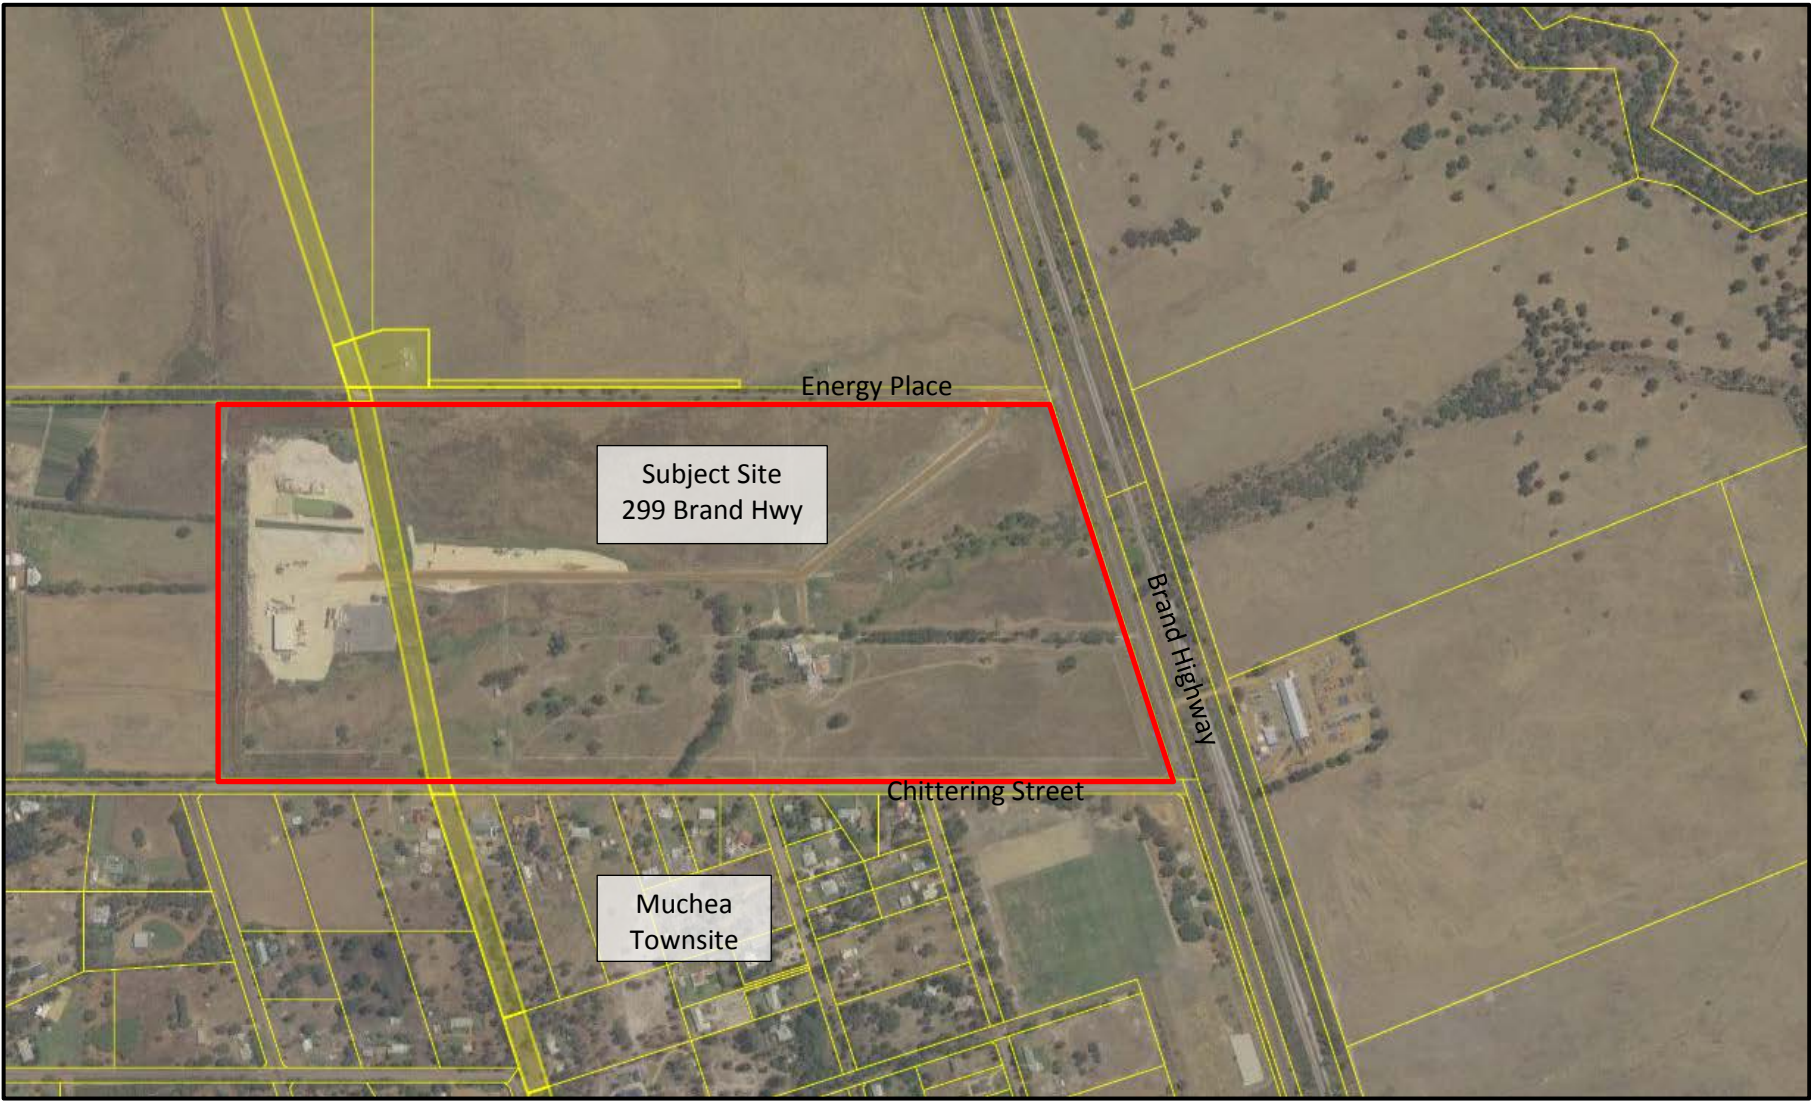 Energy Place
Subject Site
299 Brand Hwy
Brand Highway
Chittering Street
Muchea
Townsite